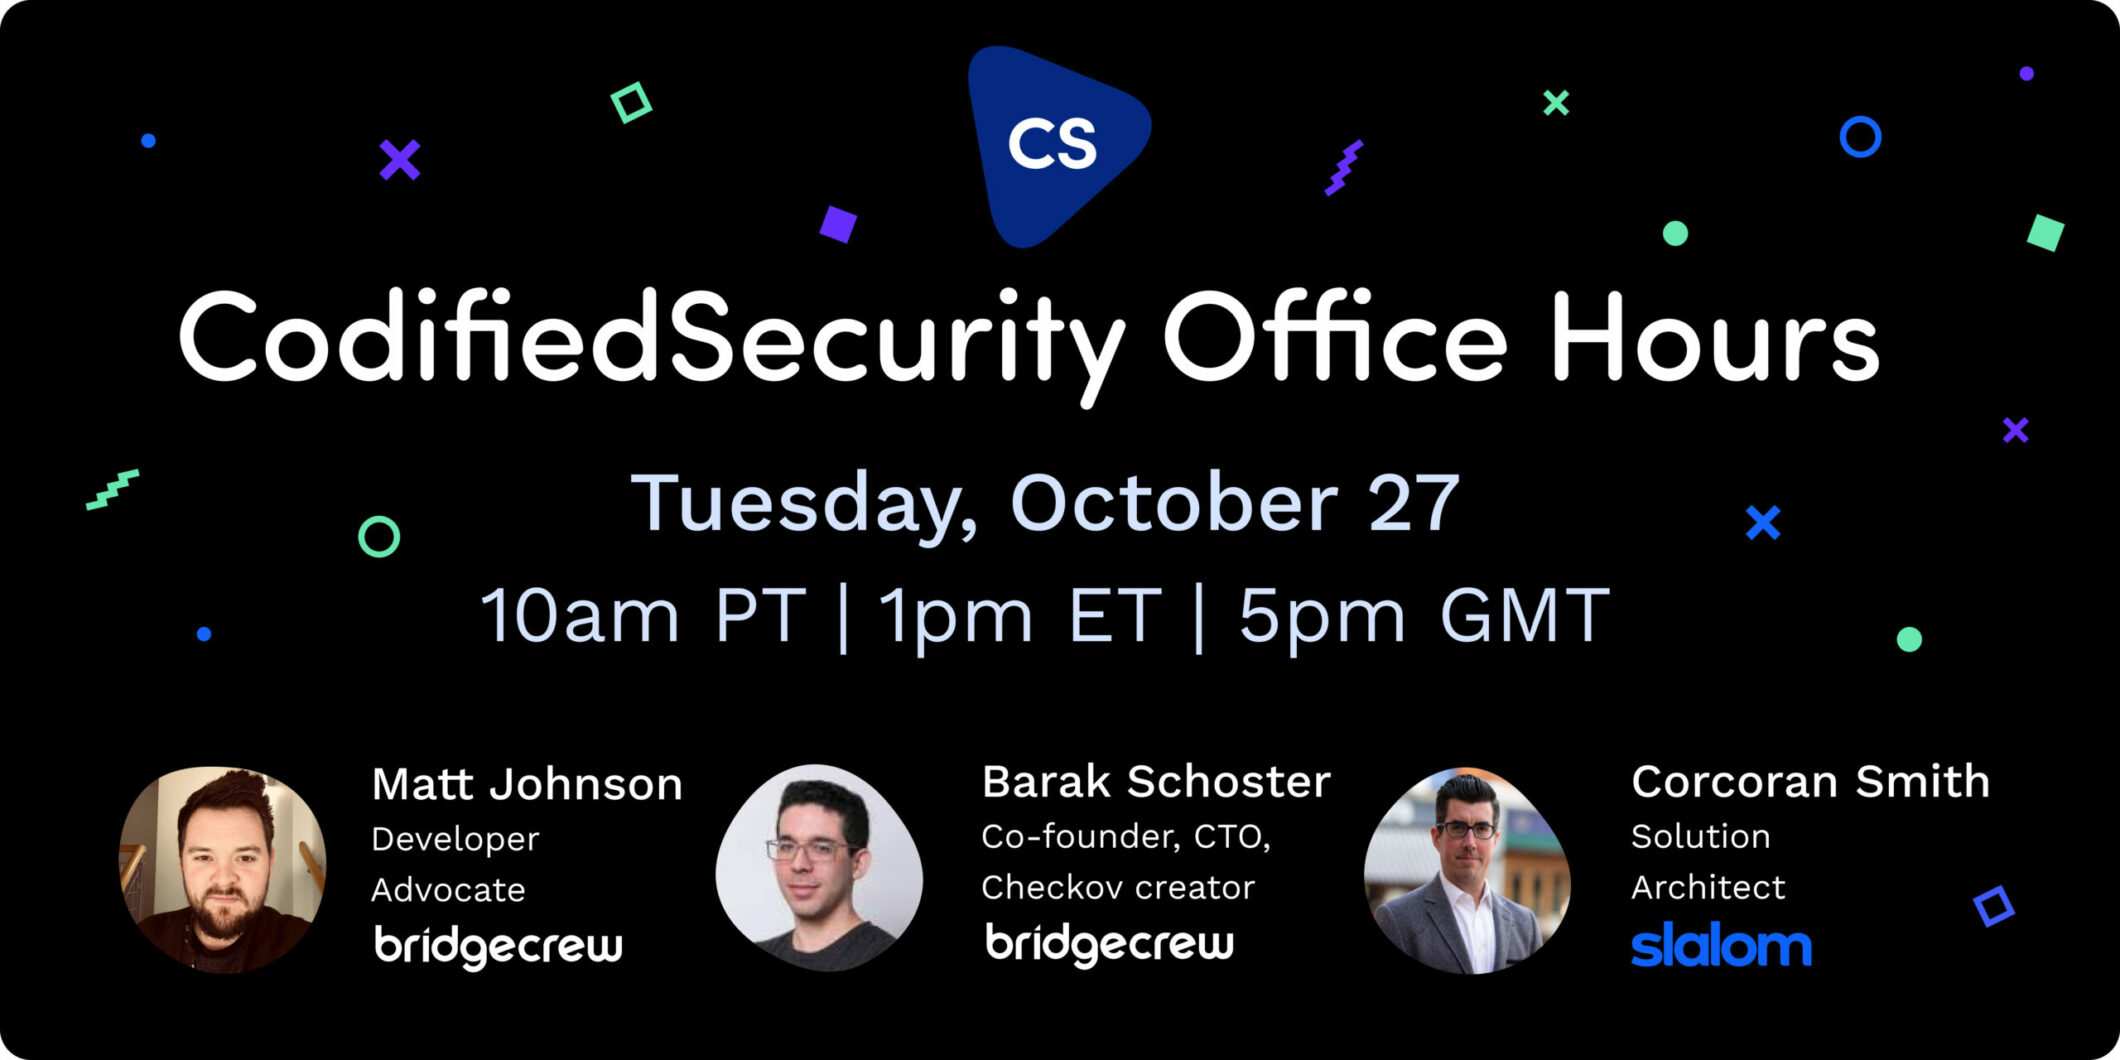 CS
CodifiedSecurity Office Hours
Tuesday, October 27
10am PT | 1pm ET | 5pm GMT
Matt Johnson
Developer
Advocate
bridgecrew
Barak Schoster
Co-founder, CTO,
Checkov creator
bridgecrew
Corcoran Smith
Solution
Architect
slalom